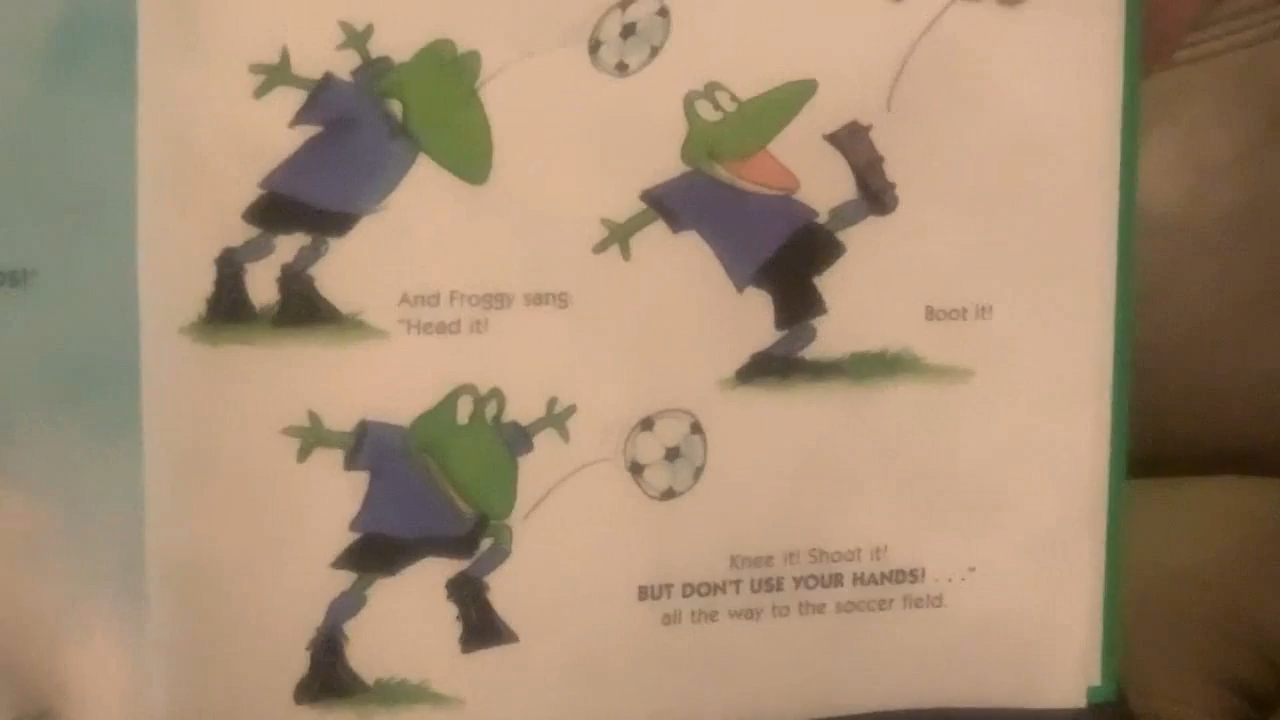 And Froggy sang
"Head it!
Boot it!
Knee it! Shoot it!
BUT DON'T USE YOUR HANDS! . . ."
all the way to the soccer field.